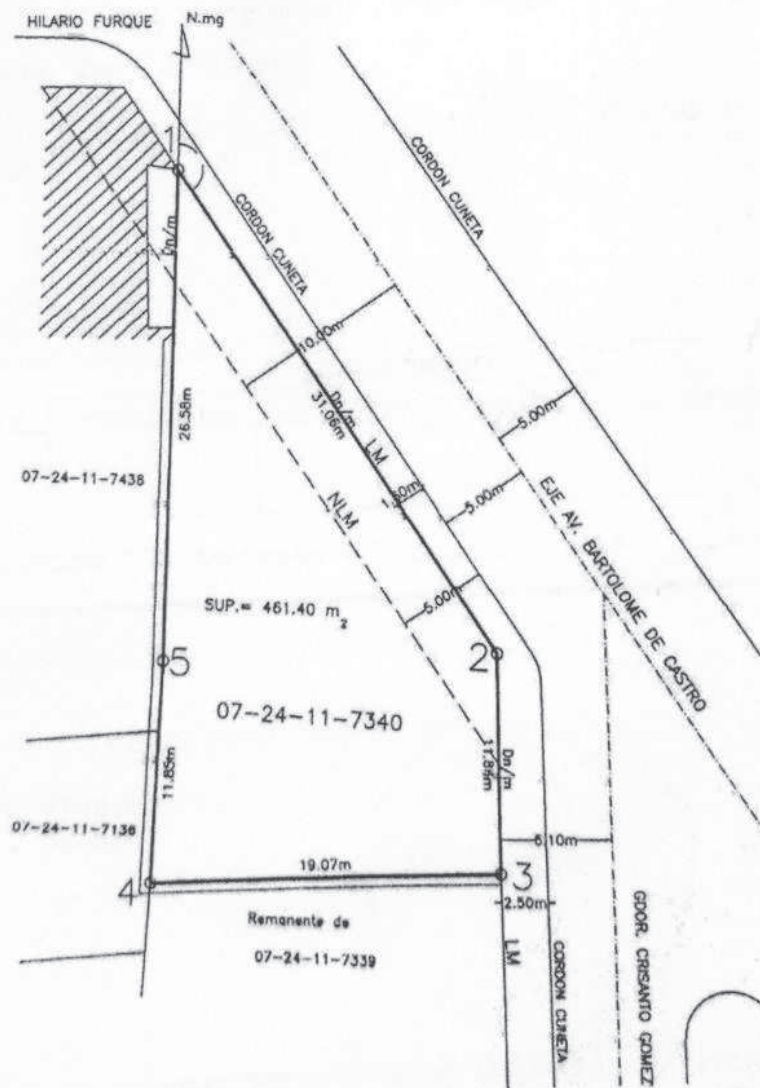 HILARIO FURQUE
N.mg
1
CORDON CUNETA
CORDON CUNETA
Dn/m
10.00m
26.58m
Dn/m
31.06m
LM
5.00m
07-24-11-7438
1.50m
5.00m
NLM
EJE AV. BARTOLOME DE CASTRO
SUP.= 461.40 m2
5.00m
2
5
07-24-11-7340
11.85m
Dn/m
11.86m
07-24-11-7136
6.10m
19.07m
4
3
2.50m
Remanente de
07-24-11-7339
LM
CORDON CUNETA
GDOR. CRISANTO GOMEZ